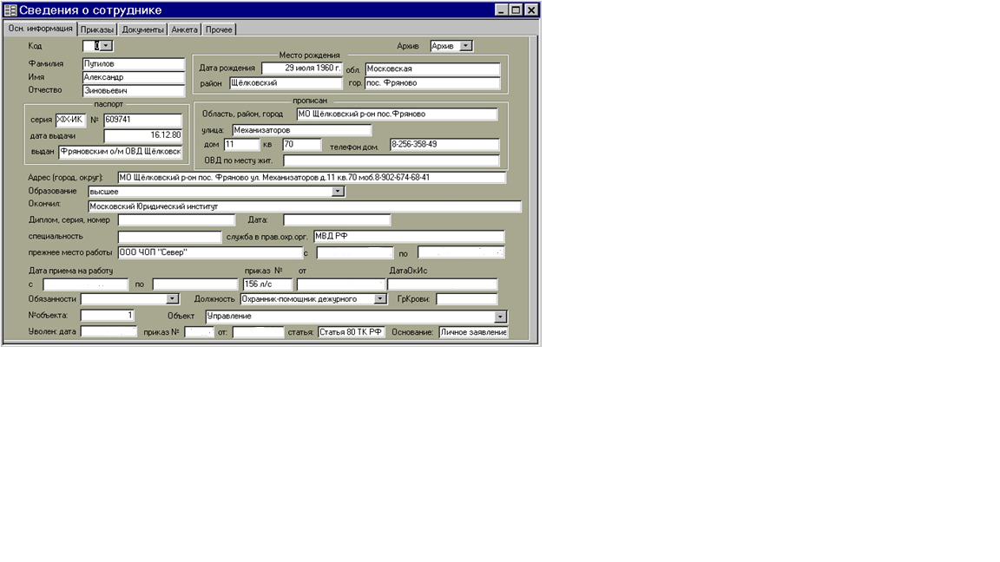 Сведения о сотруднике
Осн. информация Приказы Документы Анкета Прочее
Код 0 Архив Архив
Место рождения
Фамилия Путилов Дата рождения 29 июля 1960 г. обл. Московская
Имя Александр район Щёлковский гор. пос. Фряново
Отчество Зиновьевич
паспорт прописан
серия XIX-ИК № 609741 Область, район, город МО Щёлковский р-он пос.Фряново
дата выдачи 16.12.80 улица: Механизаторов
дом 11 кв 70 телефон дом. 8-256-358-49
выдан Фряновским о/м ОВД Щёлковск ОВД по месту жит.
Адрес (город, округ): МО Щёлковский р-он пос. Фряново ул. Механизаторов д.11 кв.70 моб.8-902-674-68-41
Образование высшее
Окончил: Московский Юридический институт
Диплом, серия, номер Дата:
специальность служба в прав.охр.орг. МВД РФ
прежнее место работы ООО ЧОП "Север" с по
Дата приема на работу приказ № от ДатаОкИс
с по 156 л/с
Обязанности Должность Охранник-помощник дежурного ГрКрови:
№объекта: 1 Объект Управление
Уволен: дата приказ № от: статья: Статья 80 ТК РФ Основание: Личное заявление